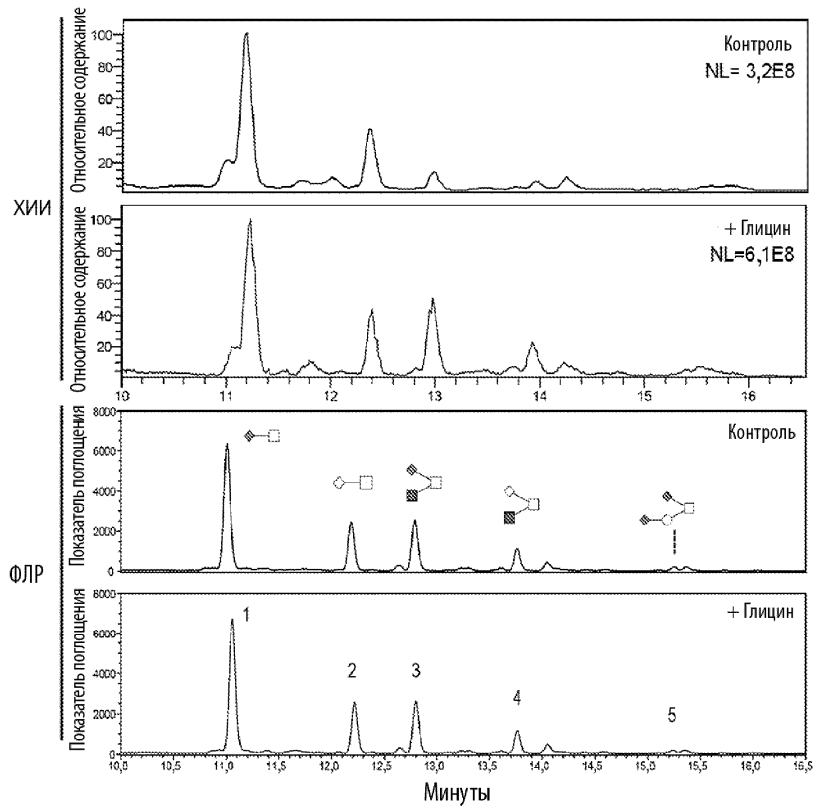 ХИИ
Относительное содержание
100
80
60
40
20
Контроль
NL= 3,2E8
Относительное содержание
100
80
60
40
20
+ Глицин
NL=6,1E8
10 11 12 13 14 15 16
ФЛР
Показатель поглощения
8000
6000
4000
2000
0
Контроль
Показатель поглощения
8000
6000
4000
2000
0
+ Глицин
1
2
3
4
5
10,0 10,5 11,0 11,5 12,0 12,5 13,0 13,5 14,0 14,5 15,0 15,5 16,0 16,5
Минуты